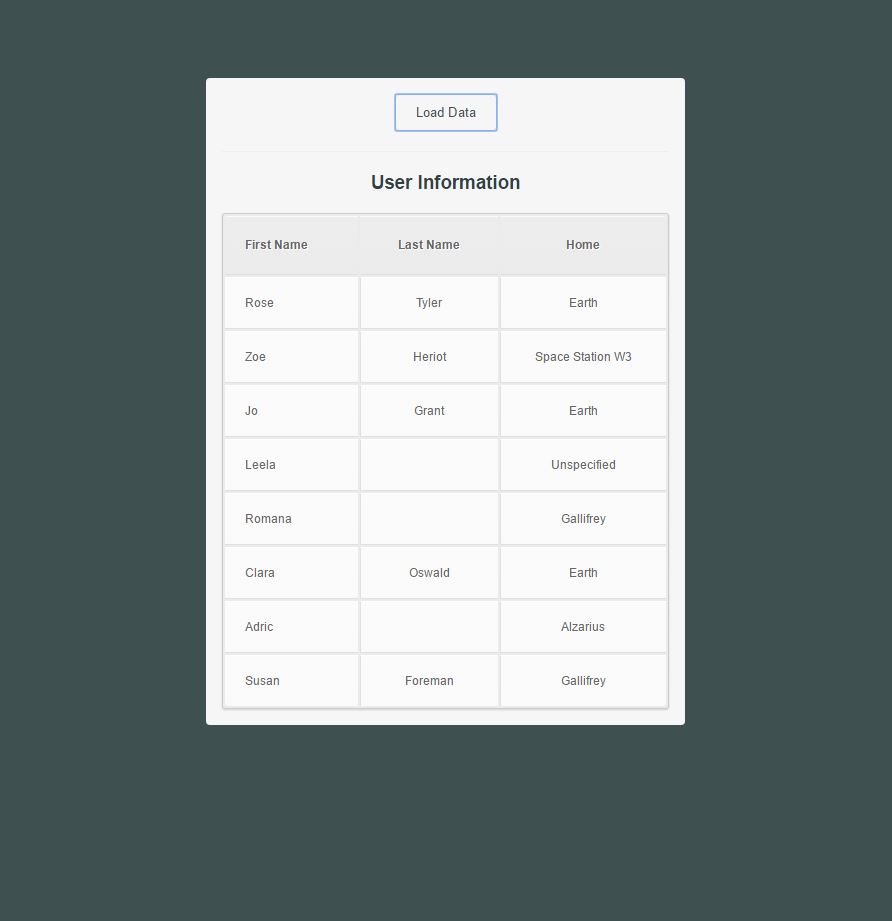 Load Data
User Information
First Name Last Name Home
Rose Tyler Earth
Zoe Heriot Space Station W3
Jo Grant Earth
Leela Unspecified
Romana Gallifrey
Clara Oswald Earth
Adric Alzarius
Susan Foreman Gallifrey